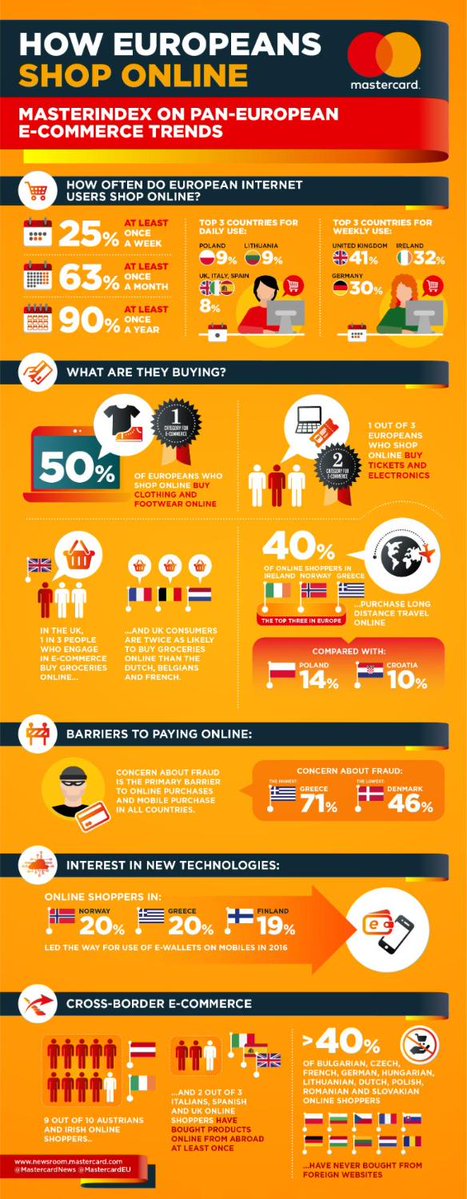 HOW EUROPEANS
SHOP ONLINE
mastercard.
MASTERINDEX ON PAN-EUROPEAN
E-COMMERCE TRENDS
HOW OFTEN DO EUROPEAN INTERNET
USERS SHOP ONLINE?
25% AT LEAST
ONCE
A WEEK
63% AT LEAST
ONCE
A MONTH
90% AT LEAST
ONCE
A YEAR
TOP 3 COUNTRIES FOR
DAILY USE:
POLAND
9%
LITHUANIA
9%
UK, ITALY, SPAIN
8%
TOP 3 COUNTRIES FOR
WEEKLY USE:
UNITED KINGDOM
41%
IRELAND
32%
GERMANY
30%
WHAT ARE THEY BUYING?
1
CATEGORY FOR
E-COMMERCE
50%
OF EUROPEANS WHO
SHOP ONLINE BUY
CLOTHING AND
FOOTWEAR ONLINE
2
CATEGORY FOR
E-COMMERCE
1 OUT OF 3
EUROPEANS
WHO SHOP
ONLINE BUY
TICKETS AND
ELECTRONICS
IN THE UK,
1 IN 3 PEOPLE
WHO ENGAGE
IN E-COMMERCE
BUY GROCERIES
ONLINE...
...AND UK CONSUMERS
ARE TWICE AS LIKELY
TO BUY GROCERIES
ONLINE THAN THE
DUTCH, BELGIANS
AND FRENCH.
40%
OF ONLINE SHOPPERS IN
IRELAND NORWAY GREECE
THE TOP THREE IN EUROPE
...PURCHASE LONG
DISTANCE TRAVEL
ONLINE
COMPARED WITH:
POLAND
14%
CROATIA
10%
BARRIERS TO PAYING ONLINE:
CONCERN ABOUT FRAUD
IS THE PRIMARY BARRIER
TO ONLINE PURCHASES
AND MOBILE PURCHASE
IN ALL COUNTRIES.
CONCERN ABOUT FRAUD:
THE HIGHEST:
GREECE
71%
THE LOWEST:
DENMARK
46%
INTEREST IN NEW TECHNOLOGIES:
ONLINE SHOPPERS IN:
NORWAY
20%
GREECE
20%
FINLAND
19%
LED THE WAY FOR USE OF E-WALLETS ON MOBILES IN 2016
e
CROSS-BORDER E-COMMERCE
9 OUT OF 10 AUSTRIANS
AND IRISH ONLINE
SHOPPERS..
...AND 2 OUT OF 3
ITALIANS, SPANISH
AND UK ONLINE
SHOPPERS HAVE
BOUGHT PRODUCTS
ONLINE FROM ABROAD
AT LEAST ONCE
>40%
OF BULGARIAN, CZECH,
FRENCH, GERMAN, HUNGARIAN,
LITHUANIAN, DUTCH, POLISH,
ROMANIAN AND SLOVAKIAN
ONLINE SHOPPERS
...HAVE NEVER BOUGHT FROM
FOREIGN WEBSITES
www.newsroom.mastercard.com
@MastercardNews @MastercardEU